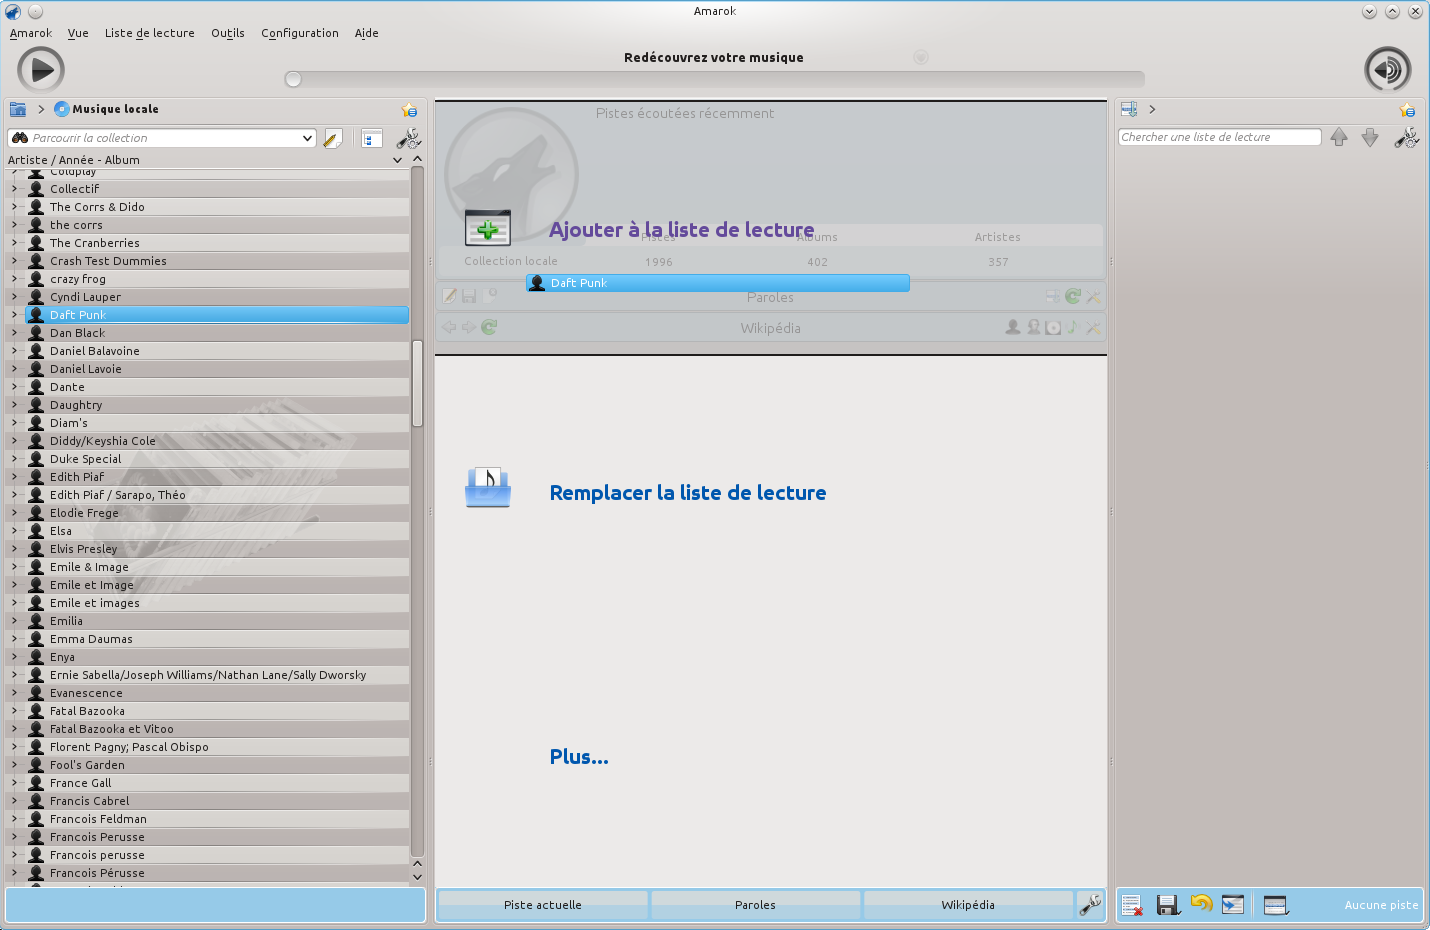 Amarok
Amarok Vue Liste de lecture Outils Configuration Aide
Redécouvrez votre musique
Musique locale
Parcourir la collection
Artiste / Année - Album
Coldplay
Collectif
The Corrs & Dido
the corrs
The Cranberries
Crash Test Dummies
crazy frog
Cyndi Lauper
Daft Punk
Dan Black
Daniel Balavoine
Daniel Lavoie
Dante
Daughtry
Diam's
Diddy/Keyshia Cole
Duke Special
Edith Piaf
Edith Piaf / Sarapo, Théo
Elodie Frege
Elsa
Elvis Presley
Emile & Image
Emile et Image
Emile et images
Emilia
Emma Daumas
Enya
Ernie Sabella/Joseph Williams/Nathan Lane/Sally Dworsky
Evanescence
Fatal Bazooka
Fatal Bazooka et Vitoo
Florent Pagny; Pascal Obispo
Fool's Garden
France Gall
Francis Cabrel
Francois Feldman
Francois Perusse
Francois perusse
Francois Pérusse
Pistes écoutées récemment
Ajouter à la liste de lecture
Pistes Albums Artistes
Collection locale 1996 402 357
Daft Punk
Paroles
Wikipédia
Remplacer la liste de lecture
Plus...
Piste actuelle Paroles Wikipédia
Chercher une liste de lecture
Aucune piste